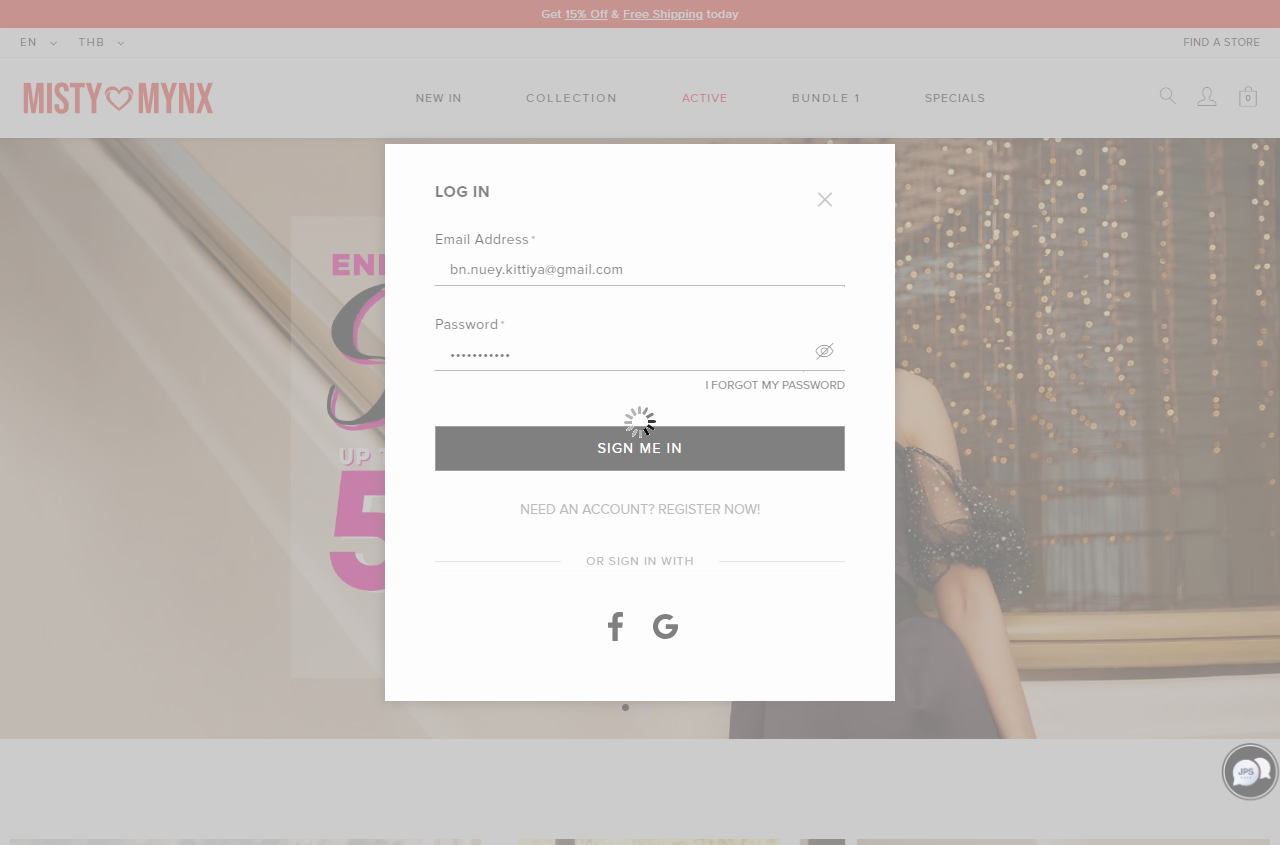 Get 15% Off & Free Shipping today
EN THB FIND A STORE
MISTY MYNX
NEW IN COLLECTION ACTIVE BUNDLE 1 SPECIALS
0
LOG IN
Email Address *
bn.nuey.kittiya@gmail.com
Password *
•••••••••••
I FORGOT MY PASSWORD
SIGN ME IN
NEED AN ACCOUNT? REGISTER NOW!
OR SIGN IN WITH
UP
5
JPS